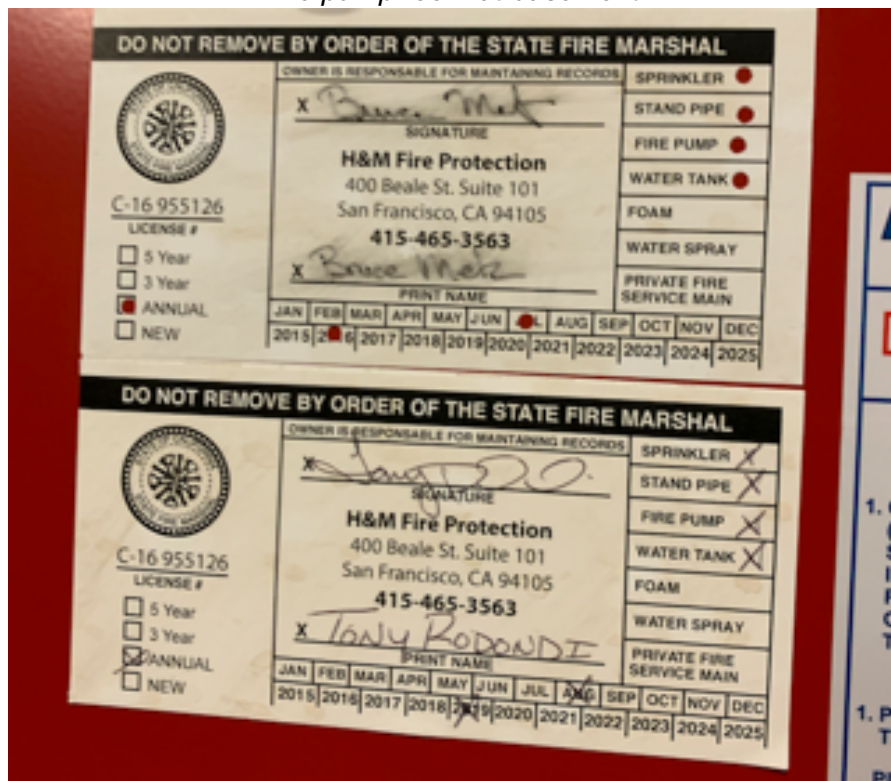 DO NOT REMOVE BY ORDER OF THE STATE FIRE MARSHAL
OWNER IS RESPONSABLE FOR MAINTAINING RECORDS
X Bruce Metz
SIGNATURE
H&M Fire Protection
400 Beale St. Suite 101
San Francisco, CA 94105
415-465-3563
X Bruce Metz
PRINT NAME
C-16 955126
LICENSE #
5 Year
3 Year
ANNUAL
NEW
SPRINKLER
STAND PIPE
FIRE PUMP
WATER TANK
FOAM
WATER SPRAY
PRIVATE FIRE
SERVICE MAIN
JAN FEB MAR APR MAY JUN JUL AUG SEP OCT NOV DEC
2015 2016 2017 2018 2019 2020 2021 2022 2023 2024 2025
DO NOT REMOVE BY ORDER OF THE STATE FIRE MARSHAL
OWNER IS RESPONSABLE FOR MAINTAINING RECORDS
X
SIGNATURE
H&M Fire Protection
400 Beale St. Suite 101
San Francisco, CA 94105
415-465-3563
X TONY RODONDI
PRINT NAME
C-16 955126
LICENSE #
5 Year
3 Year
ANNUAL
NEW
SPRINKLER X
STAND PIPE X
FIRE PUMP X
WATER TANK X
FOAM
WATER SPRAY
PRIVATE FIRE
SERVICE MAIN
JAN FEB MAR APR MAY JUN JUL AUG SEP OCT NOV DEC
2015 2016 2017 2018 2019 2020 2021 2022 2023 2024 2025
1.
1. P